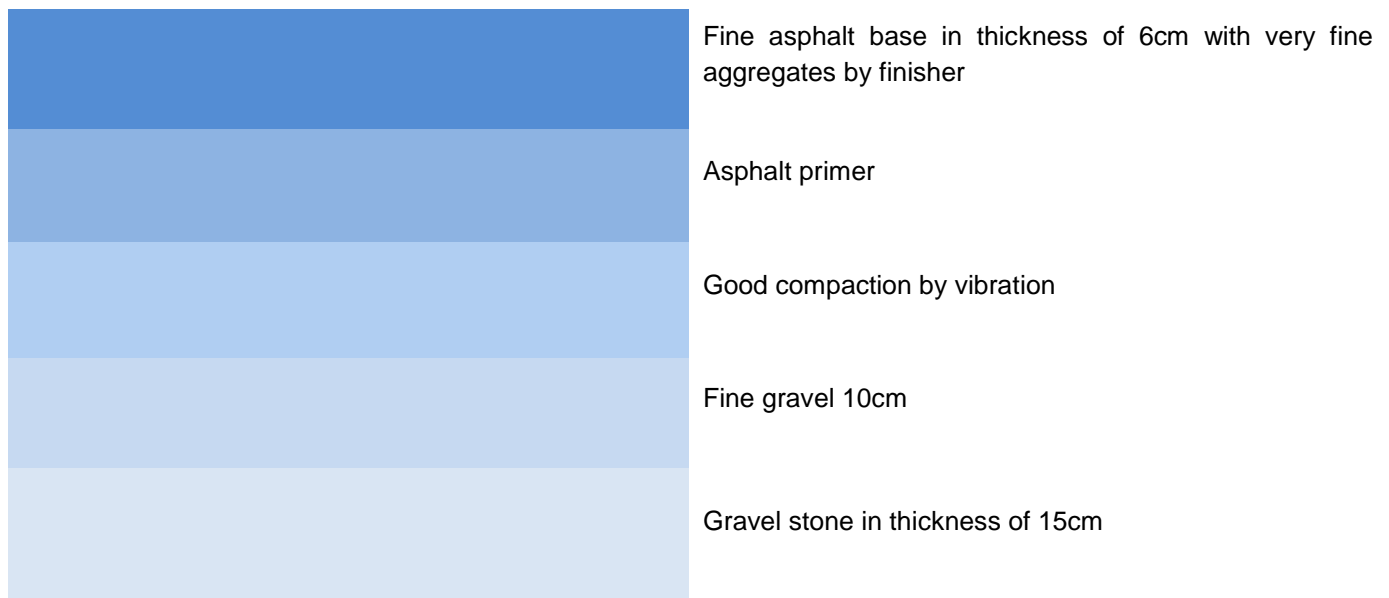 Fine asphalt base in thickness of 6cm with very fine
aggregates by finisher
Asphalt primer
Good compaction by vibration
Fine gravel 10cm
Gravel stone in thickness of 15cm